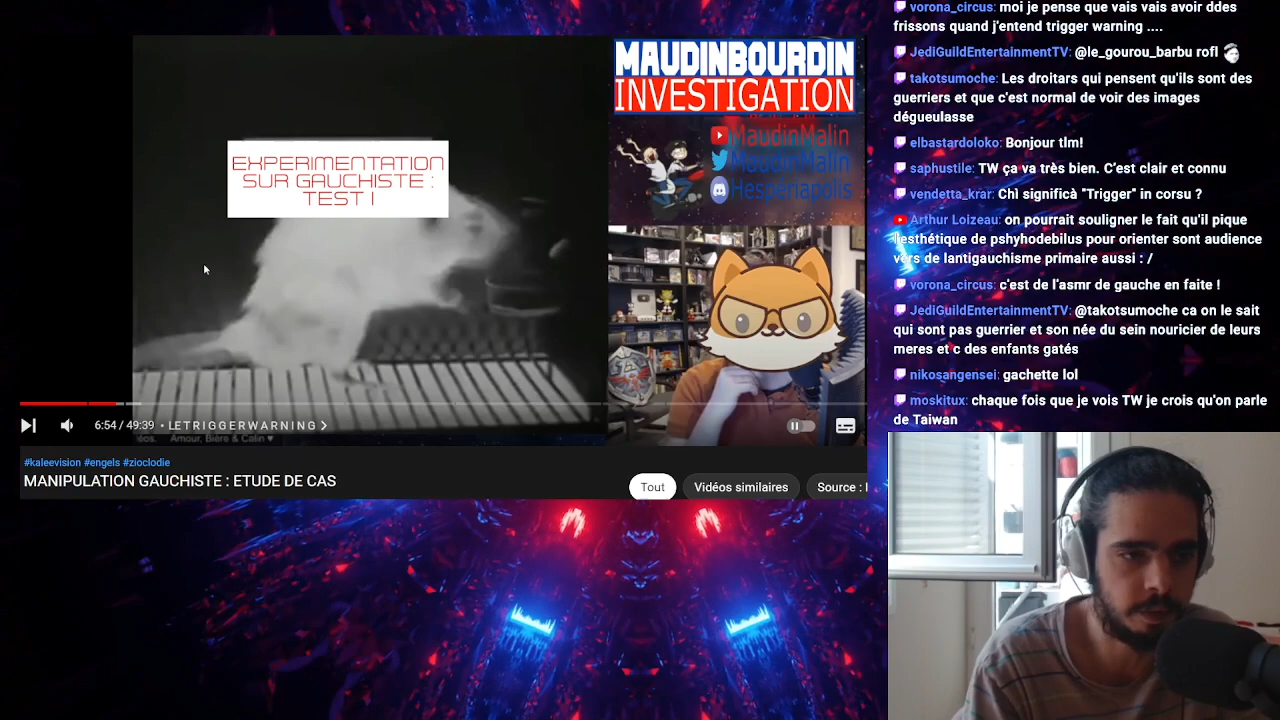 MAUDINBOURDIN
INVESTIGATION
MaudinMalin
MaudinMalin
Hespériapolis
EXPERIMENTATION
SUR GAUCHISTE :
TEST I
6:54 / 49:39 • LETRIGGERWARNING >
éos. Amour, Bière & Calin ▾
#kaleevision #engels #zioclodie
MANIPULATION GAUCHISTE : ETUDE DE CAS
Tout
Vidéos similaires
Source :
vorona_circus: moi je pense que vais vais avoir ddes
frissons quand j'entend trigger warning ....
JediGuildEntertainmentTV: @le_gourou_barbu rofl
takotsumoche: Les droitars qui pensent qu'ils sont des
guerriers et que c'est normal de voir des images
dégueulasse
elbastardoloko: Bonjour tlm!
saphustile: TW ça va très bien. C'est clair et connu
vendetta_krar: Chì significà "Trigger" in corsu ?
Arthur Loizeau: on pourrait souligner le fait qu'il pique
l'esthétique de pshyhodebilus pour orienter sont audience
vers de lantigauchisme primaire aussi : /
vorona_circus: c'est de l'asmr de gauche en faite !
JediGuildEntertainmentTV: @takotsumoche ca on le sait
qui sont pas guerrier et son née du sein nouricier de leurs
meres et c des enfants gatés
nikosangensei: gachette lol
moskitux: chaque fois que je vois TW je crois qu'on parle
de Taiwan